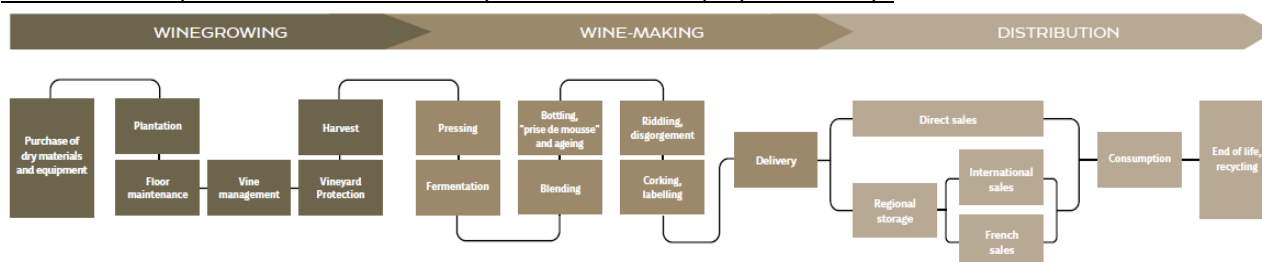 WINEGROWING
WINE-MAKING
DISTRIBUTION
Purchase of
dry materials
and equipment
Plantation
Floor
maintenance
Vine
management
Harvest
Vineyard
Protection
Pressing
Fermentation
Bottling,
"prise de mousse"
and ageing
Blending
Riddling,
disgorgement
Corking,
labelling
Delivery
Direct sales
Regional
storage
International
sales
French
sales
Consumption
End of life,
recycling